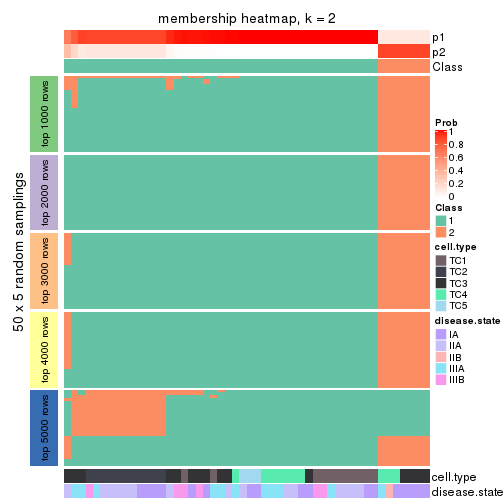 membership heatmap, k = 2
p1
p2
Class
50 x 5 random samplings
top 1000 rows
top 2000 rows
top 3000 rows
top 4000 rows
top 5000 rows
cell.type
disease.state
Prob
1
0.8
0.6
0.4
0.2
0
Class
1
2
cell.type
TC1
TC2
TC3
TC4
TC5
disease.state
IA
IIA
IIB
IIIA
IIIB